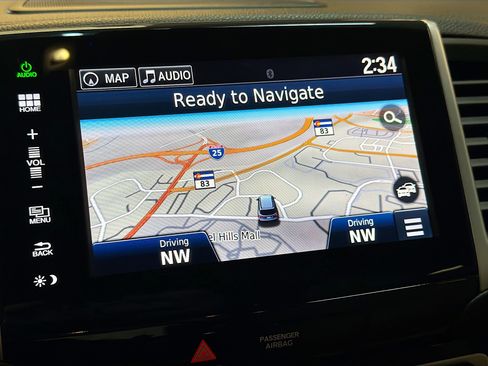 AUDIO
MAP
AUDIO
2:34
HOME
Ready to Navigate
+
VOL
-
83
25
83
MENU
Driving
NW
el Hills Mall
Driving
NW
BACK
PASSENGER
AIRBAG